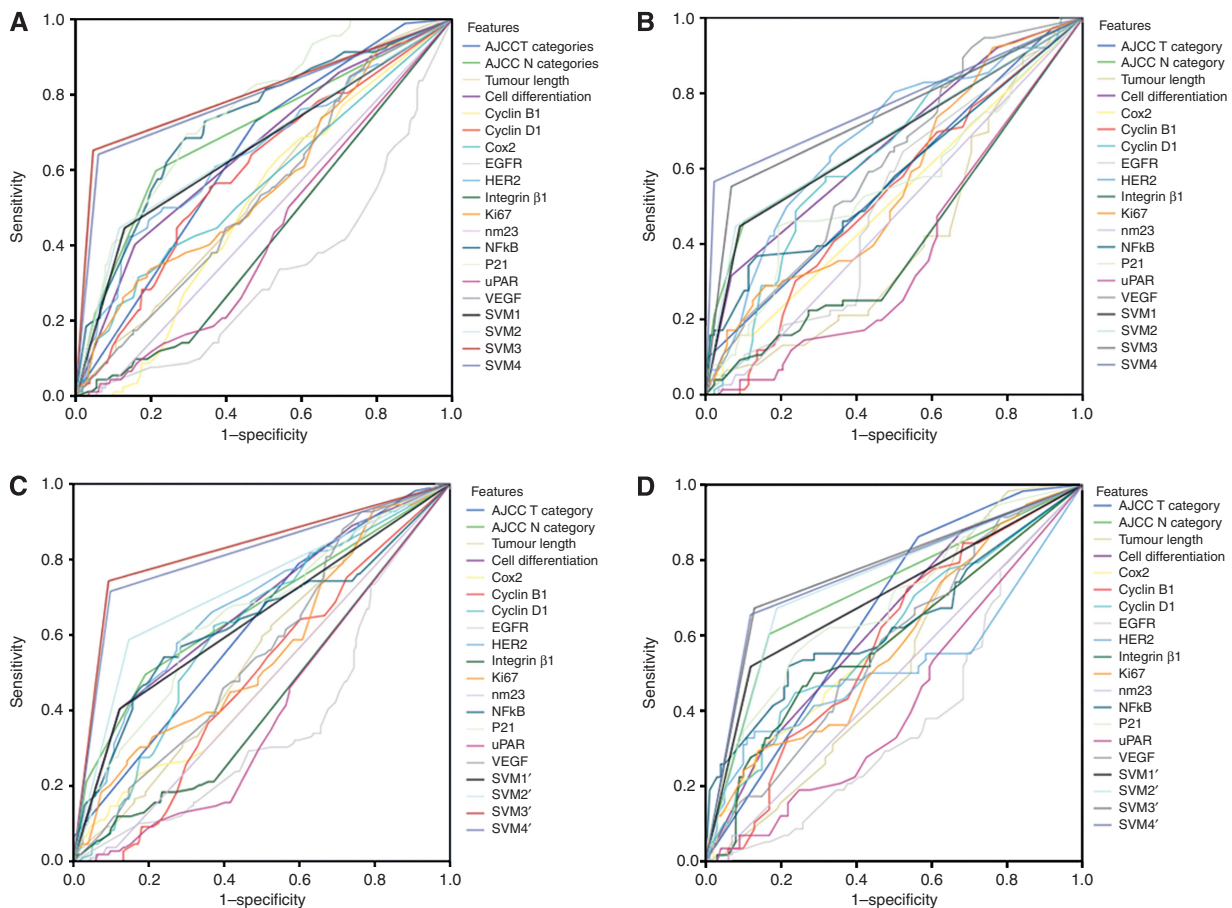 A
Features
AJCCT categories
AJCC N categories
Tumour length
Cell differentiation
Cyclin B1
Cyclin D1
Cox2
EGFR
HER2
Integrin β1
Ki67
nm23
NFkB
P21
uPAR
VEGF
SVM1
SVM2
SVM3
SVM4
Sensitivity
1.0
0.8
0.6
0.4
0.2
0.0
0.0 0.2 0.4 0.6 0.8 1.0
1–specificity
B
Features
AJCC T category
AJCC N category
Tumour length
Cell differentiation
Cox2
Cyclin B1
Cyclin D1
EGFR
HER2
Integrin β1
Ki67
nm23
NFkB
P21
uPAR
VEGF
SVM1
SVM2
SVM3
SVM4
Sensitivity
1.0
0.8
0.6
0.4
0.2
0.0
0.0 0.2 0.4 0.6 0.8 1.0
1–specificity
C
Features
AJCC T category
AJCC N category
Tumour length
Cell differentiation
Cox2
Cyclin B1
Cyclin D1
EGFR
HER2
Integrin β1
Ki67
nm23
NFkB
P21
uPAR
VEGF
SVM1′
SVM2′
SVM3′
SVM4′
Sensitivity
1.0
0.8
0.6
0.4
0.2
0.0
0.0 0.2 0.4 0.6 0.8 1.0
1–specificity
D
Features
AJCC T category
AJCC N category
Tumour length
Cell differentiation
Cox2
Cyclin B1
Cyclin D1
EGFR
HER2
Integrin β1
Ki67
nm23
NFkB
P21
uPAR
VEGF
SVM1′
SVM2′
SVM3′
SVM4′
Sensitivity
1.0
0.8
0.6
0.4
0.2
0.0
0.0 0.2 0.4 0.6 0.8 1.0
1–specificity